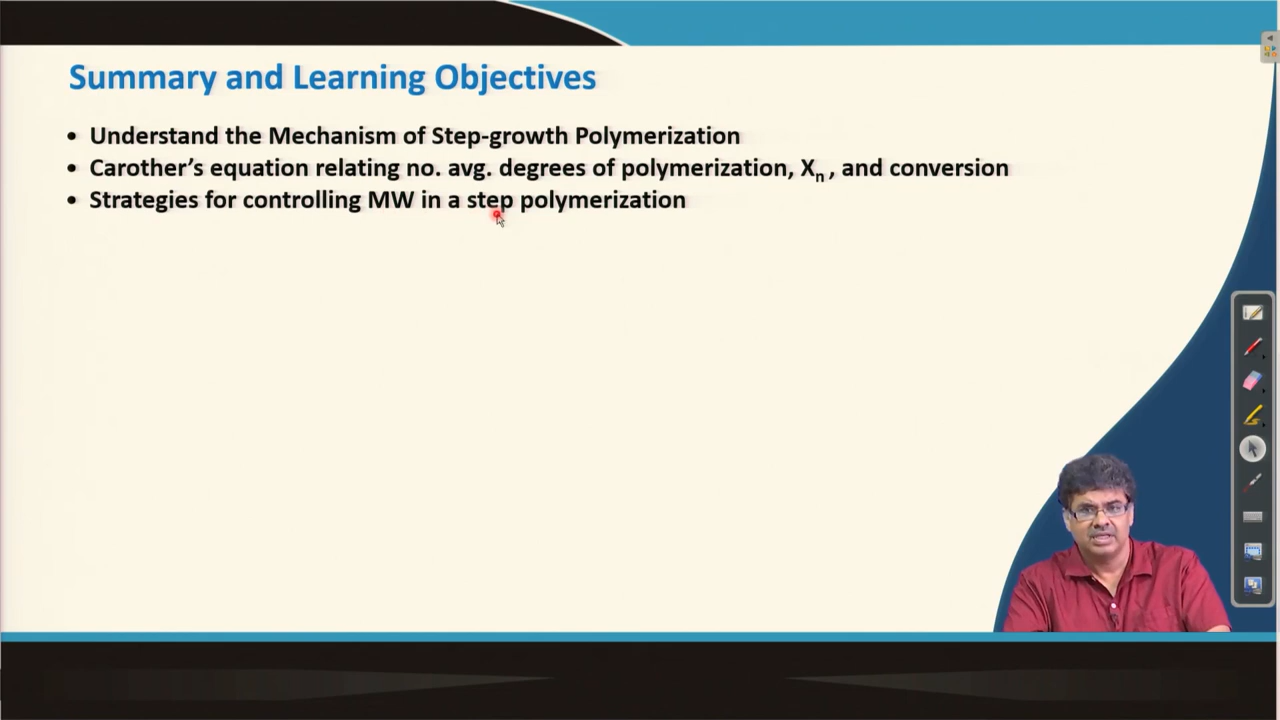 Summary and Learning Objectives
• Understand the Mechanism of Step-growth Polymerization
• Carother's equation relating no. avg. degrees of polymerization, Xn , and conversion
• Strategies for controlling MW in a step polymerization